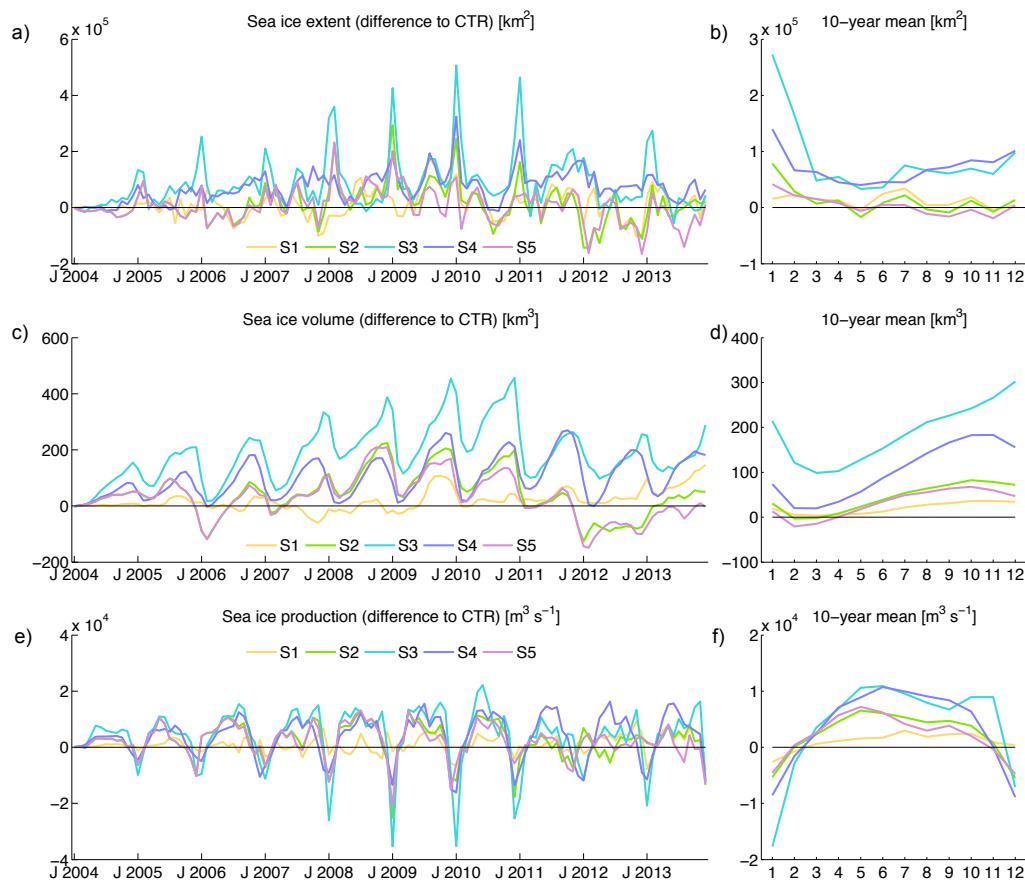 a)
Sea ice extent (difference to CTR) [km²]
x 10⁵
6
4
2
0
−2
S1 S2 S3 S4 S5
J 2004 J 2005 J 2006 J 2007 J 2008 J 2009 J 2010 J 2011 J 2012 J 2013
b)
10−year mean [km²]
x 10⁵
3
2
1
0
−1
1 2 3 4 5 6 7 8 9 10 11 12
c)
Sea ice volume (difference to CTR) [km³]
600
400
200
0
−200
S1 S2 S3 S4 S5
J 2004 J 2005 J 2006 J 2007 J 2008 J 2009 J 2010 J 2011 J 2012 J 2013
d)
10−year mean [km³]
400
300
200
100
0
−100
1 2 3 4 5 6 7 8 9 10 11 12
e)
Sea ice production (difference to CTR) [m³ s⁻¹]
x 10⁴
4
2
0
−2
−4
S1 S2 S3 S4 S5
J 2004 J 2005 J 2006 J 2007 J 2008 J 2009 J 2010 J 2011 J 2012 J 2013
f)
10−year mean [m³ s⁻¹]
x 10⁴
2
1
0
−1
−2
1 2 3 4 5 6 7 8 9 10 11 12